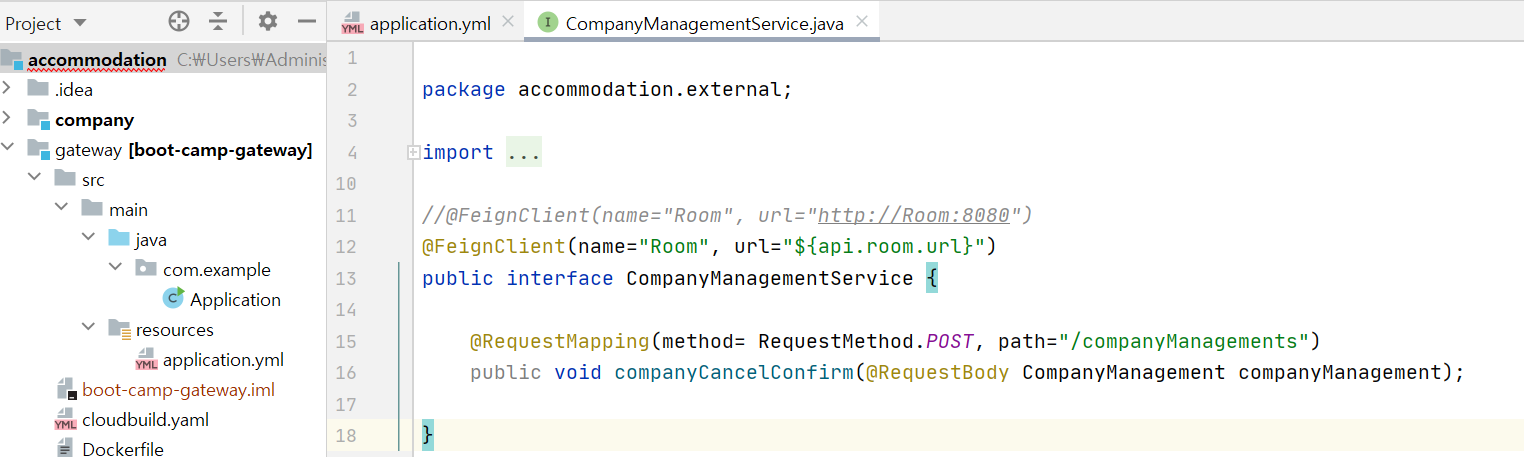 Project
accommodation C:₩Users₩Adminis
.idea
company
gateway [boot-camp-gateway]
src
main
java
com.example
Application
resources
application.yml
boot-camp-gateway.iml
cloudbuild.yaml
Dockerfile
application.yml CompanyManagementService.java
1
2 package accommodation.external;
3
4 import ...
10
11 //@FeignClient(name="Room", url="http://Room:8080")
12 @FeignClient(name="Room", url="${api.room.url}")
13 public interface CompanyManagementService {
14
15 @RequestMapping(method= RequestMethod.POST, path="/companyManagements")
16 public void companyCancelConfirm(@RequestBody CompanyManagement companyManagement);
17
18 }